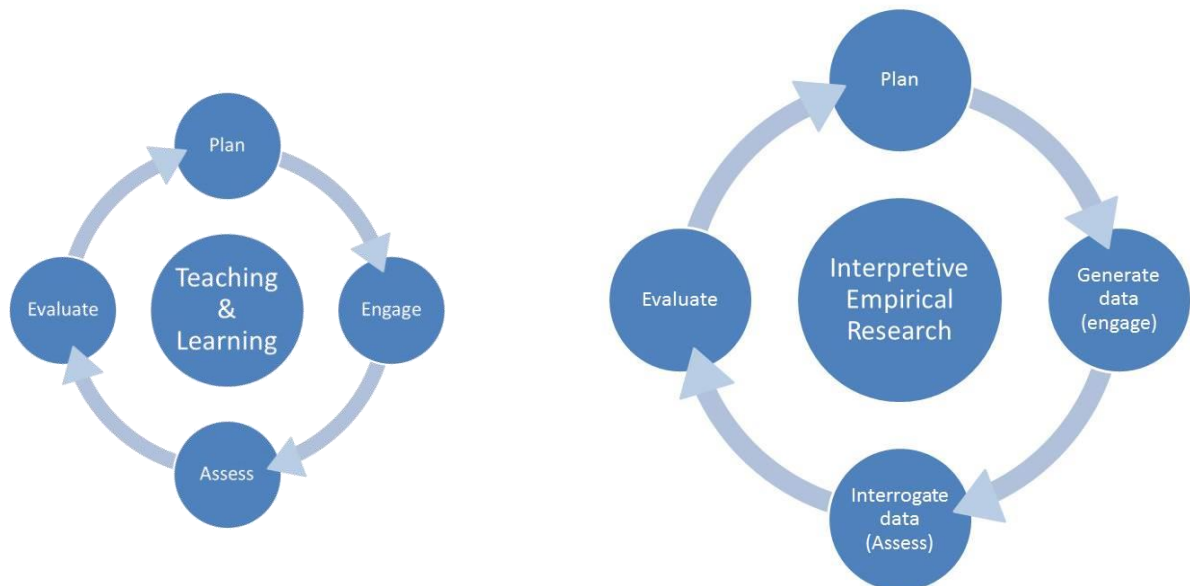 Plan
Evaluate
Teaching
&
Learning
Engage
Assess
Plan
Evaluate
Interpretive
Empirical
Research
Generate
data
(engage)
Interrogate
data
(Assess)